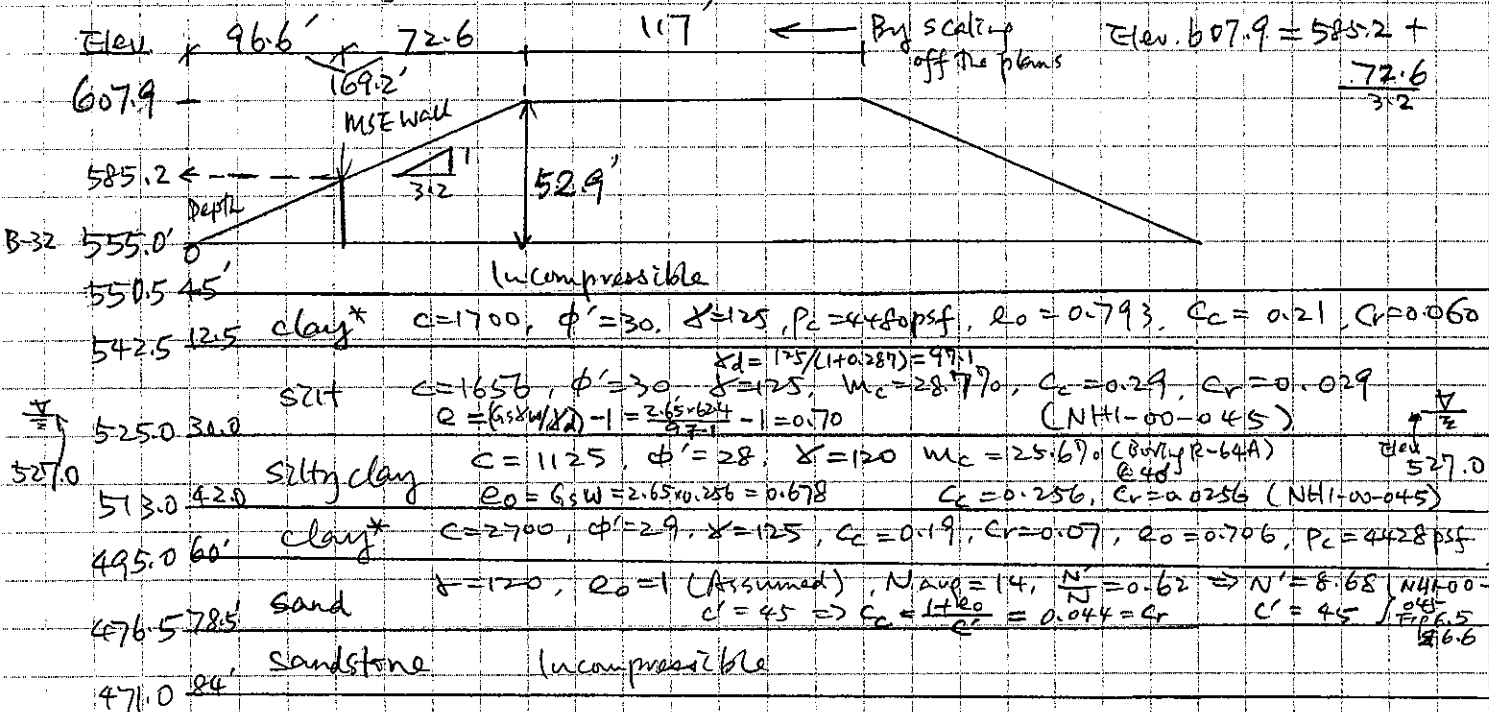 Elev. 96.6' 72.6 117' ← By scaling off the plans Elev. 607.9 = 585.2 + 72.6/3.2
169.2'
607.9
MSE Wall
585.2
1
3.2
52.9'
Depth
B-32 555.0' 0
Incompressible
550.5 4.5'
clay* c=1700, φ'=30, γ=125, Pc=4480psf, e0=0.793, Cc=0.21, Cr=0.060
542.5 12.5
γd=125/(1+0.287)=97.1
silt c=1656, φ'=30, γ=125, Mc=28.7%, Cc=0.29, Cr=0.029
e=(Gsγw/γd)-1=2.65×62.4/97.1-1=0.70 (NHI-00-045)
525.0 30.0
527.0
silty clay c=1125, φ'=28, γ=120 Mc=25.6% (Boring R-64A) @40' Elev 527.0
513.0 42.0 e0=GsW=2.65×0.256=0.678 Cc=0.256, Cr=0.0256 (NHI-00-045)
clay* c=2700, φ'=29, γ=125, Cc=0.19, Cr=0.07, e0=0.706, Pc=4428psf
495.0 60'
sand γ=120, e0=1 (Assumed), Navg=14, N'/N=0.62 ⇒ N'=8.68 NHI-00-045
476.5 78.5' c'=45 ⇒ Cc=1+e0/c'=0.044=Cr c'=45 Fig 6.5 & 6.6
sandstone Incompressible
471.0 84'